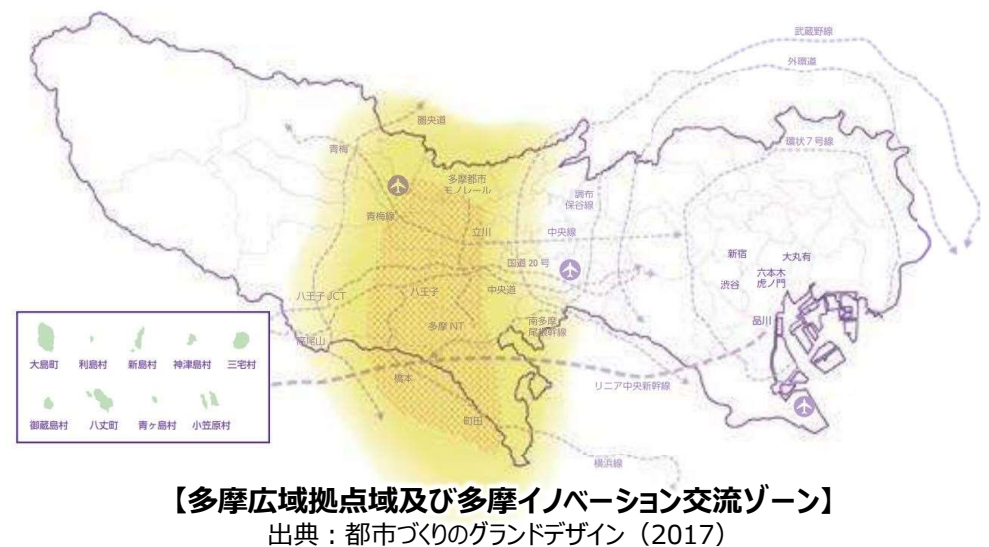 武蔵野線
外環道
圏央道
環状7号線
青梅
多摩都市
モノレール
調布
保谷線
青梅線
立川
中央線
新宿
大丸有
国道20号
六本木
虎ノ門
渋谷
八王子JCT
八王子
中央道
品川
多摩NT
南多摩
尾根幹線
高尾山
大島町
利島村
新島村
神津島村
三宅村
橋本
リニア中央新幹線
町田
御蔵島村
八丈町
青ヶ島村
小笠原村
横浜線
【多摩広域拠点域及び多摩イノベーション交流ゾーン】
出典：都市づくりのグランドデザイン（2017）